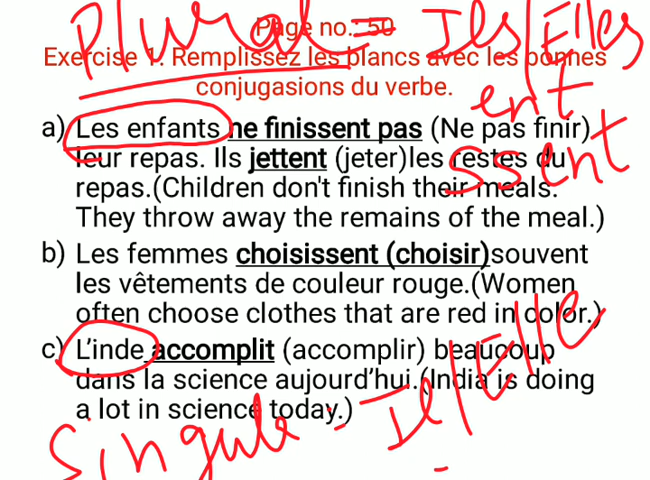 Plural = Ils/Elles
Page no.: 50
Exercise 1. Remplissez les blancs avec les bonnes
conjugasions du verbe.
ent
a) Les enfants ne finissent pas (Ne pas finir)
ssent
leur repas. Ils jettent (jeter)les restes du
repas.(Children don't finish their meals.
They throw away the remains of the meal.)
b) Les femmes choisissent (choisir)souvent
les vêtements de couleur rouge.(Women
often choose clothes that are red in color.)
c) L'inde accomplit (accomplir) beaucoup
dans la science aujourd'hui.(India is doing
a lot in science today.)
Singule - Il/Elle